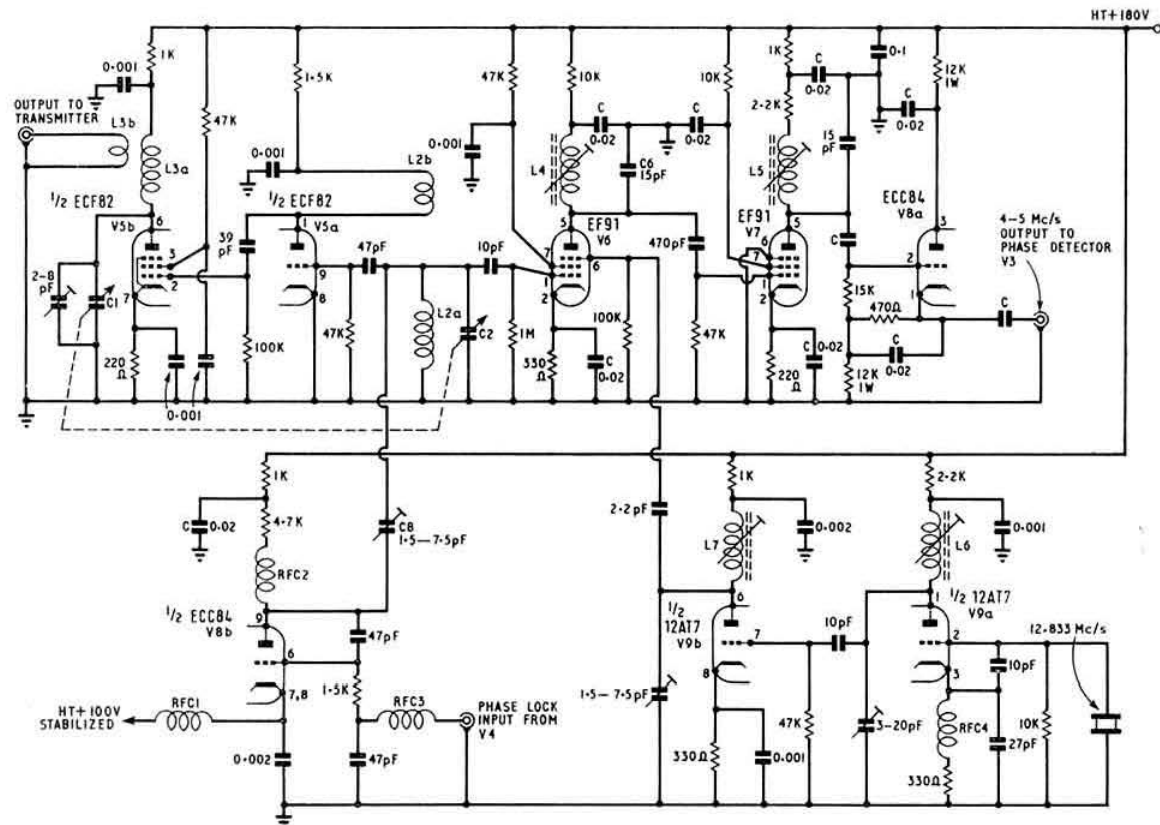 HT+180V
1K
0·001
OUTPUT TO
TRANSMITTER
L3b
L3a
47K
1/2 ECF82
V5b
6
3
2
7
2-8
pF
C1
220
Ω
0·001
100K
39
pF
1·5K
0·001
L2b
1/2 ECF82
V5a
1
9
8
47K
47pF
L2a
C2
10pF
1M
47K
0·001
10K
C
0·02
C
0·02
L4
C6
15pF
EF91
V6
5
7
6
1
2
330
Ω
C
0·02
100K
470pF
47K
10K
1K
2·2K
C
0·02
0·1
C
0·02
12K
1W
L5
15
pF
EF91
V7
5
6
7
1
2
220
Ω
C 0·02
C
ECC84
V8a
3
2
1
15K
470Ω
C
0·02
12K
1W
C
4-5 Mc/s
OUTPUT TO
PHASE DETECTOR
V3
1K
C
0·02
4·7K
RFC2
C8
1·5—7·5pF
1/2 ECC84
V8b
9
6
7,8
47pF
1·5K
RFC3
PHASE LOCK
INPUT FROM
V4
HT+100V
STABILIZED
RFC1
0·002
47pF
2·2pF
1·5-7·5pF
1K
0·002
L7
1/2
12AT7
V9b
6
7
8
330Ω
0·001
47K
10pF
3-20pF
2·2K
0·001
L6
1/2 12AT7
V9a
1
2
3
RFC4
330Ω
10pF
27pF
10K
12·833 Mc/s